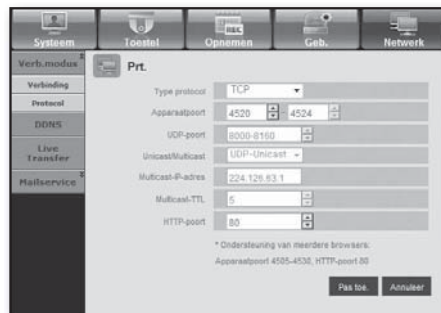 Systeem
Toestel
REC
Opnemen
Geb.
Netwerk
Verb.modus
Verbinding
Protocol
DDNS
Live
Transfer
Mailservice
Prt.
Type protocol TCP
Apparaatpoort 4520 - 4524
UDP-poort 8000-8160
Unicast/Multicast UDP-Unicast
Multicast-IP-adres 224.126.63.1
Multicast-TTL 5
HTTP-poort 80
* Ondersteuning van meerdere browsers:
Apparaatpoort 4505-4530, HTTP-poort 80
Pas toe. Annuleer